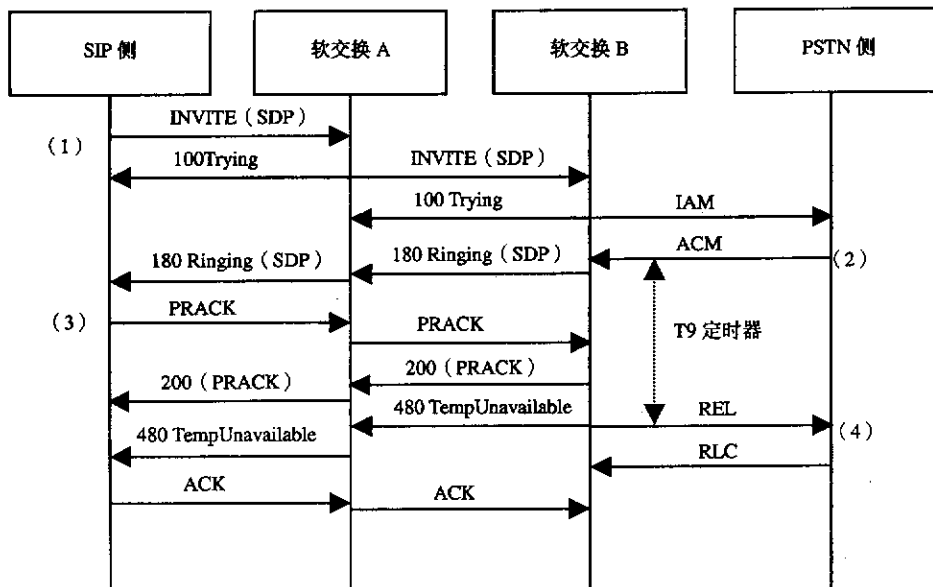 SIP 侧
软交换 A
软交换 B
PSTN 侧
INVITE（SDP）
（1）
100Trying
INVITE（SDP）
100 Trying
IAM
ACM
（2）
180 Ringing（SDP）
180 Ringing（SDP）
（3）
PRACK
PRACK
T9 定时器
200（PRACK）
200（PRACK）
480 TempUnavailable
REL
（4）
480 TempUnavailable
RLC
ACK
ACK